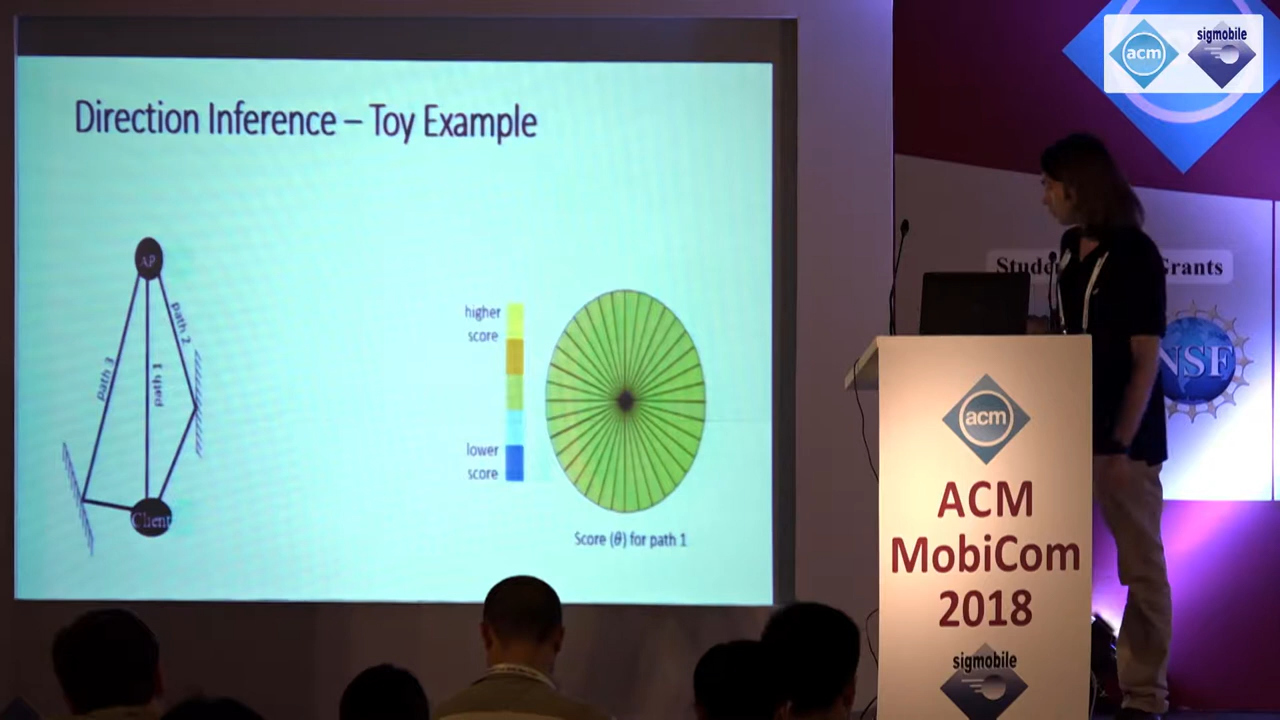 Direction Inference – Toy Example
AP
path 2
path 1
path 3
Client
higher
score
lower
score
Score (θ) for path 1
acm
sigmobile
Grants
NSF
acm
ACM
MobiCom
2018
sigmobile